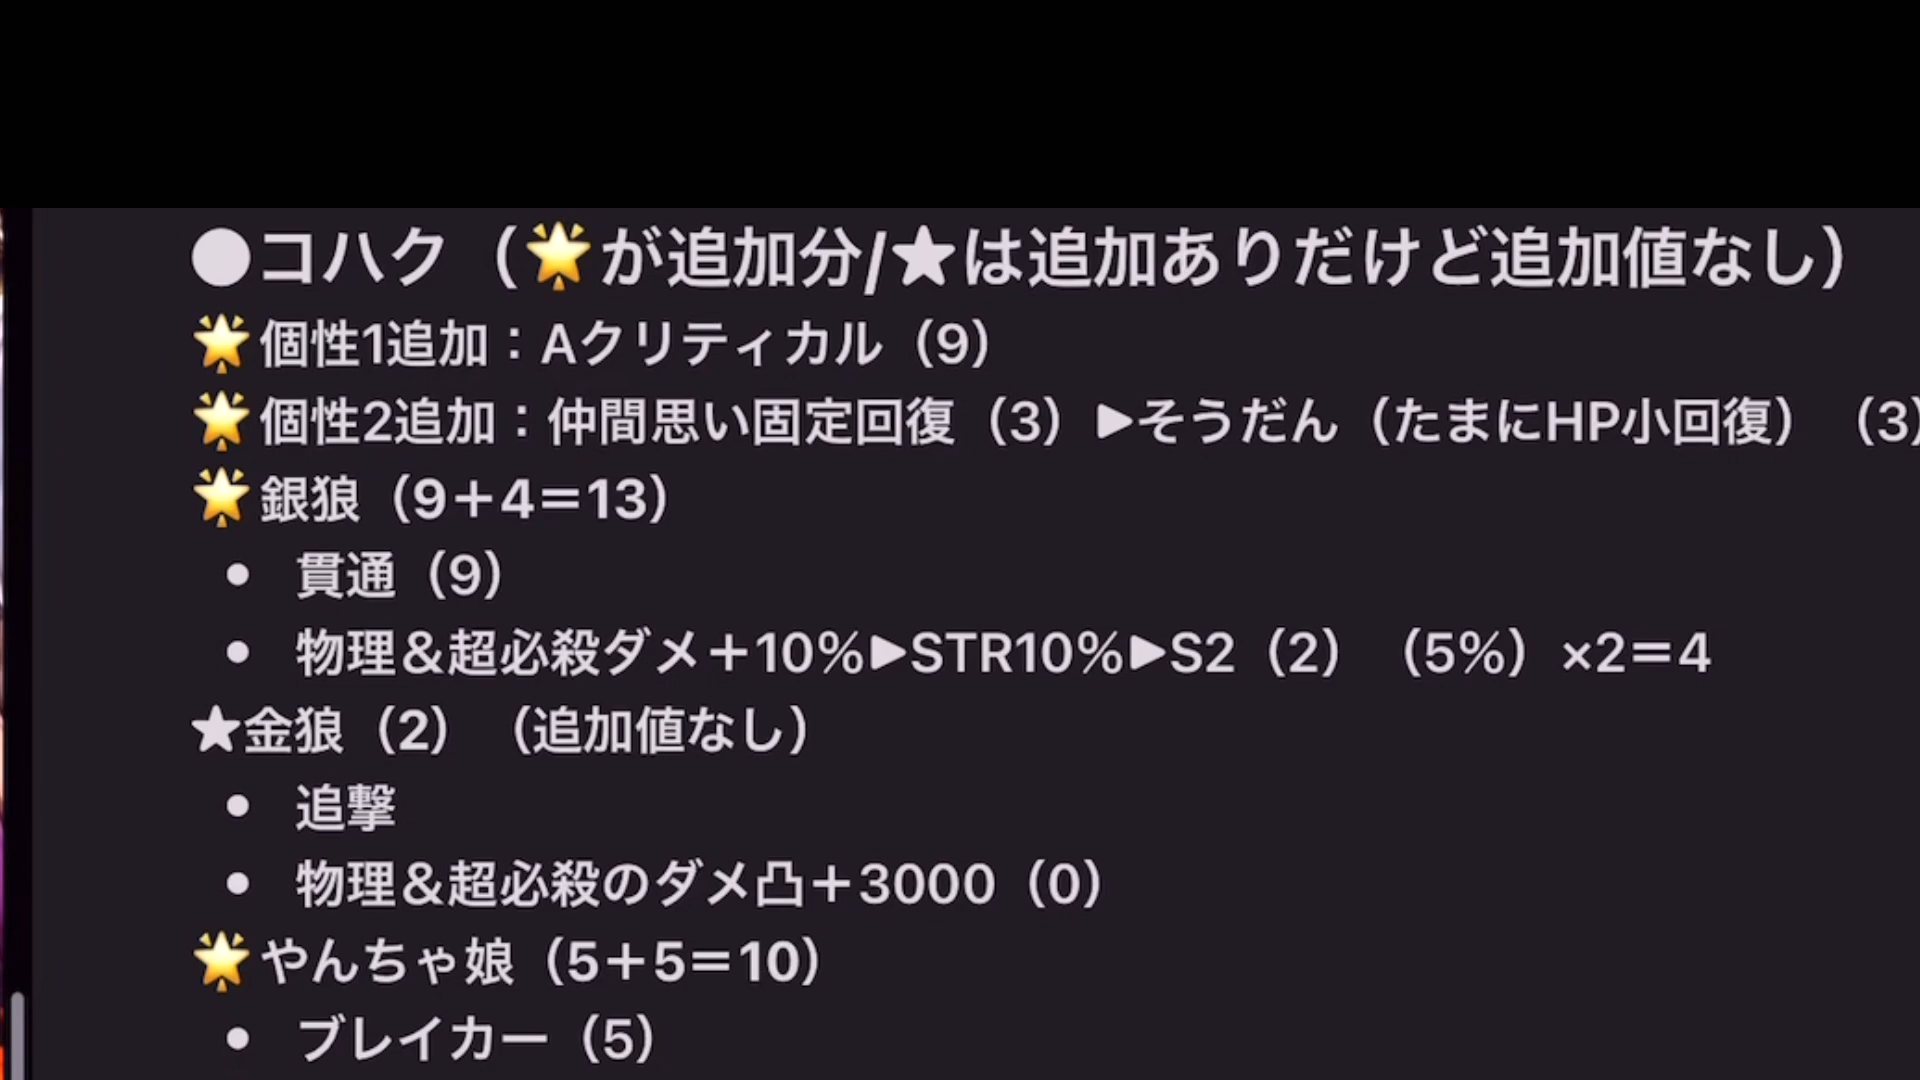 ●コハク（🌟が追加分/★は追加ありだけど追加値なし）
🌟個性1追加：Aクリティカル（9）
🌟個性2追加：仲間思い固定回復（3）▶そうだん（たまにHP小回復）（3）
🌟銀狼（9＋4＝13）
• 貫通（9）
• 物理＆超必殺ダメ＋10%▶STR10%▶S2（2）（5%）×2＝4
★金狼（2）（追加値なし）
• 追撃
• 物理＆超必殺のダメ凸＋3000（0）
🌟やんちゃ娘（5＋5＝10）
• ブレイカー（5）